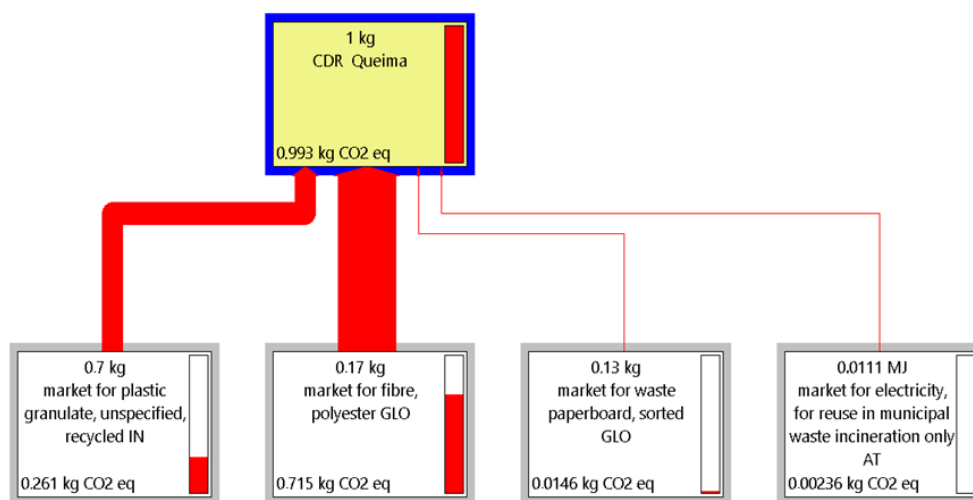 1 kg
CDR Queima
0.993 kg CO2 eq
0.7 kg
market for plastic
granulate, unspecified,
recycled IN
0.261 kg CO2 eq
0.17 kg
market for fibre,
polyester GLO
0.715 kg CO2 eq
0.13 kg
market for waste
paperboard, sorted
GLO
0.0146 kg CO2 eq
0.0111 MJ
market for electricity,
for reuse in municipal
waste incineration only
AT
0.00236 kg CO2 eq